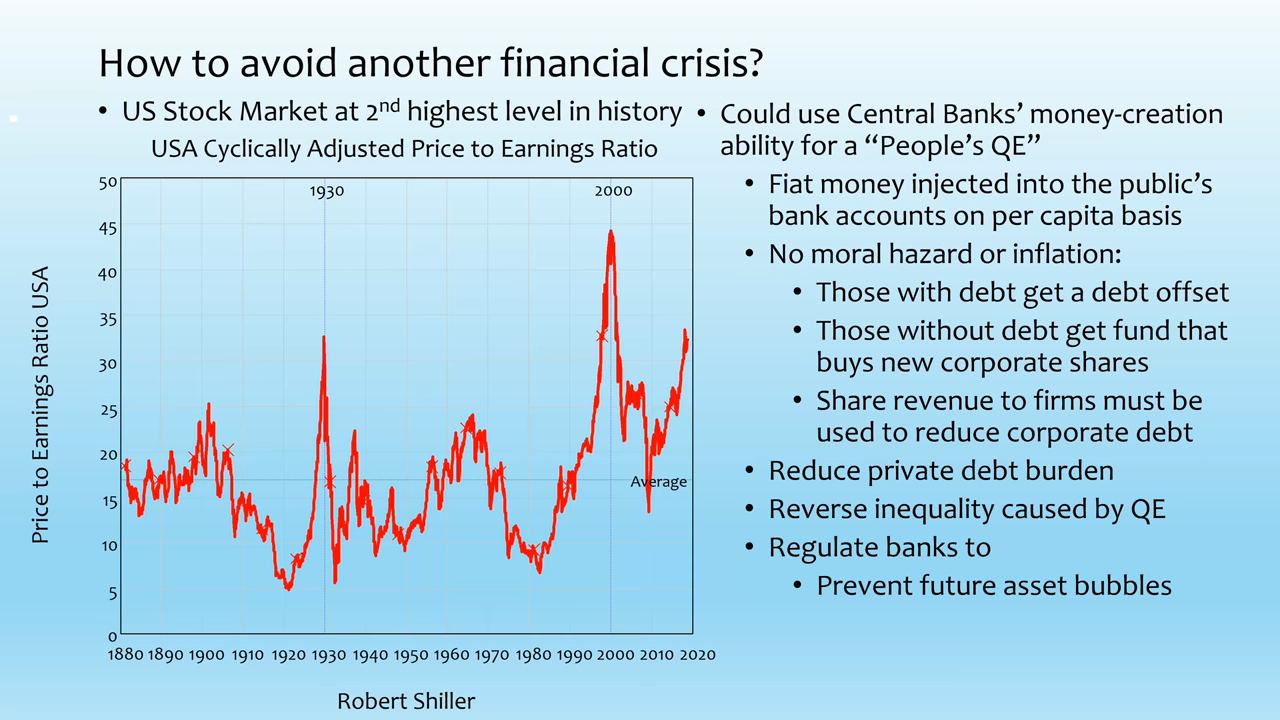 How to avoid another financial crisis?
• US Stock Market at 2nd highest level in history
USA Cyclically Adjusted Price to Earnings Ratio
Price to Earnings Ratio USA
50
45
40
35
30
25
20
15
10
5
0
1930
2000
Average
1880 1890 1900 1910 1920 1930 1940 1950 1960 1970 1980 1990 2000 2010 2020
Robert Shiller
• Could use Central Banks’ money-creation
ability for a “People’s QE”
• Fiat money injected into the public’s
bank accounts on per capita basis
• No moral hazard or inflation:
• Those with debt get a debt offset
• Those without debt get fund that
buys new corporate shares
• Share revenue to firms must be
used to reduce corporate debt
• Reduce private debt burden
• Reverse inequality caused by QE
• Regulate banks to
• Prevent future asset bubbles